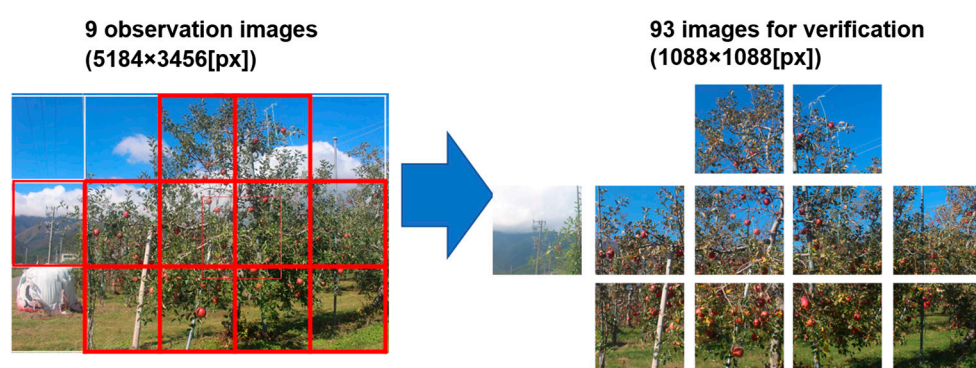 9 observation images
(5184×3456[px])
93 images for verification
(1088×1088[px])